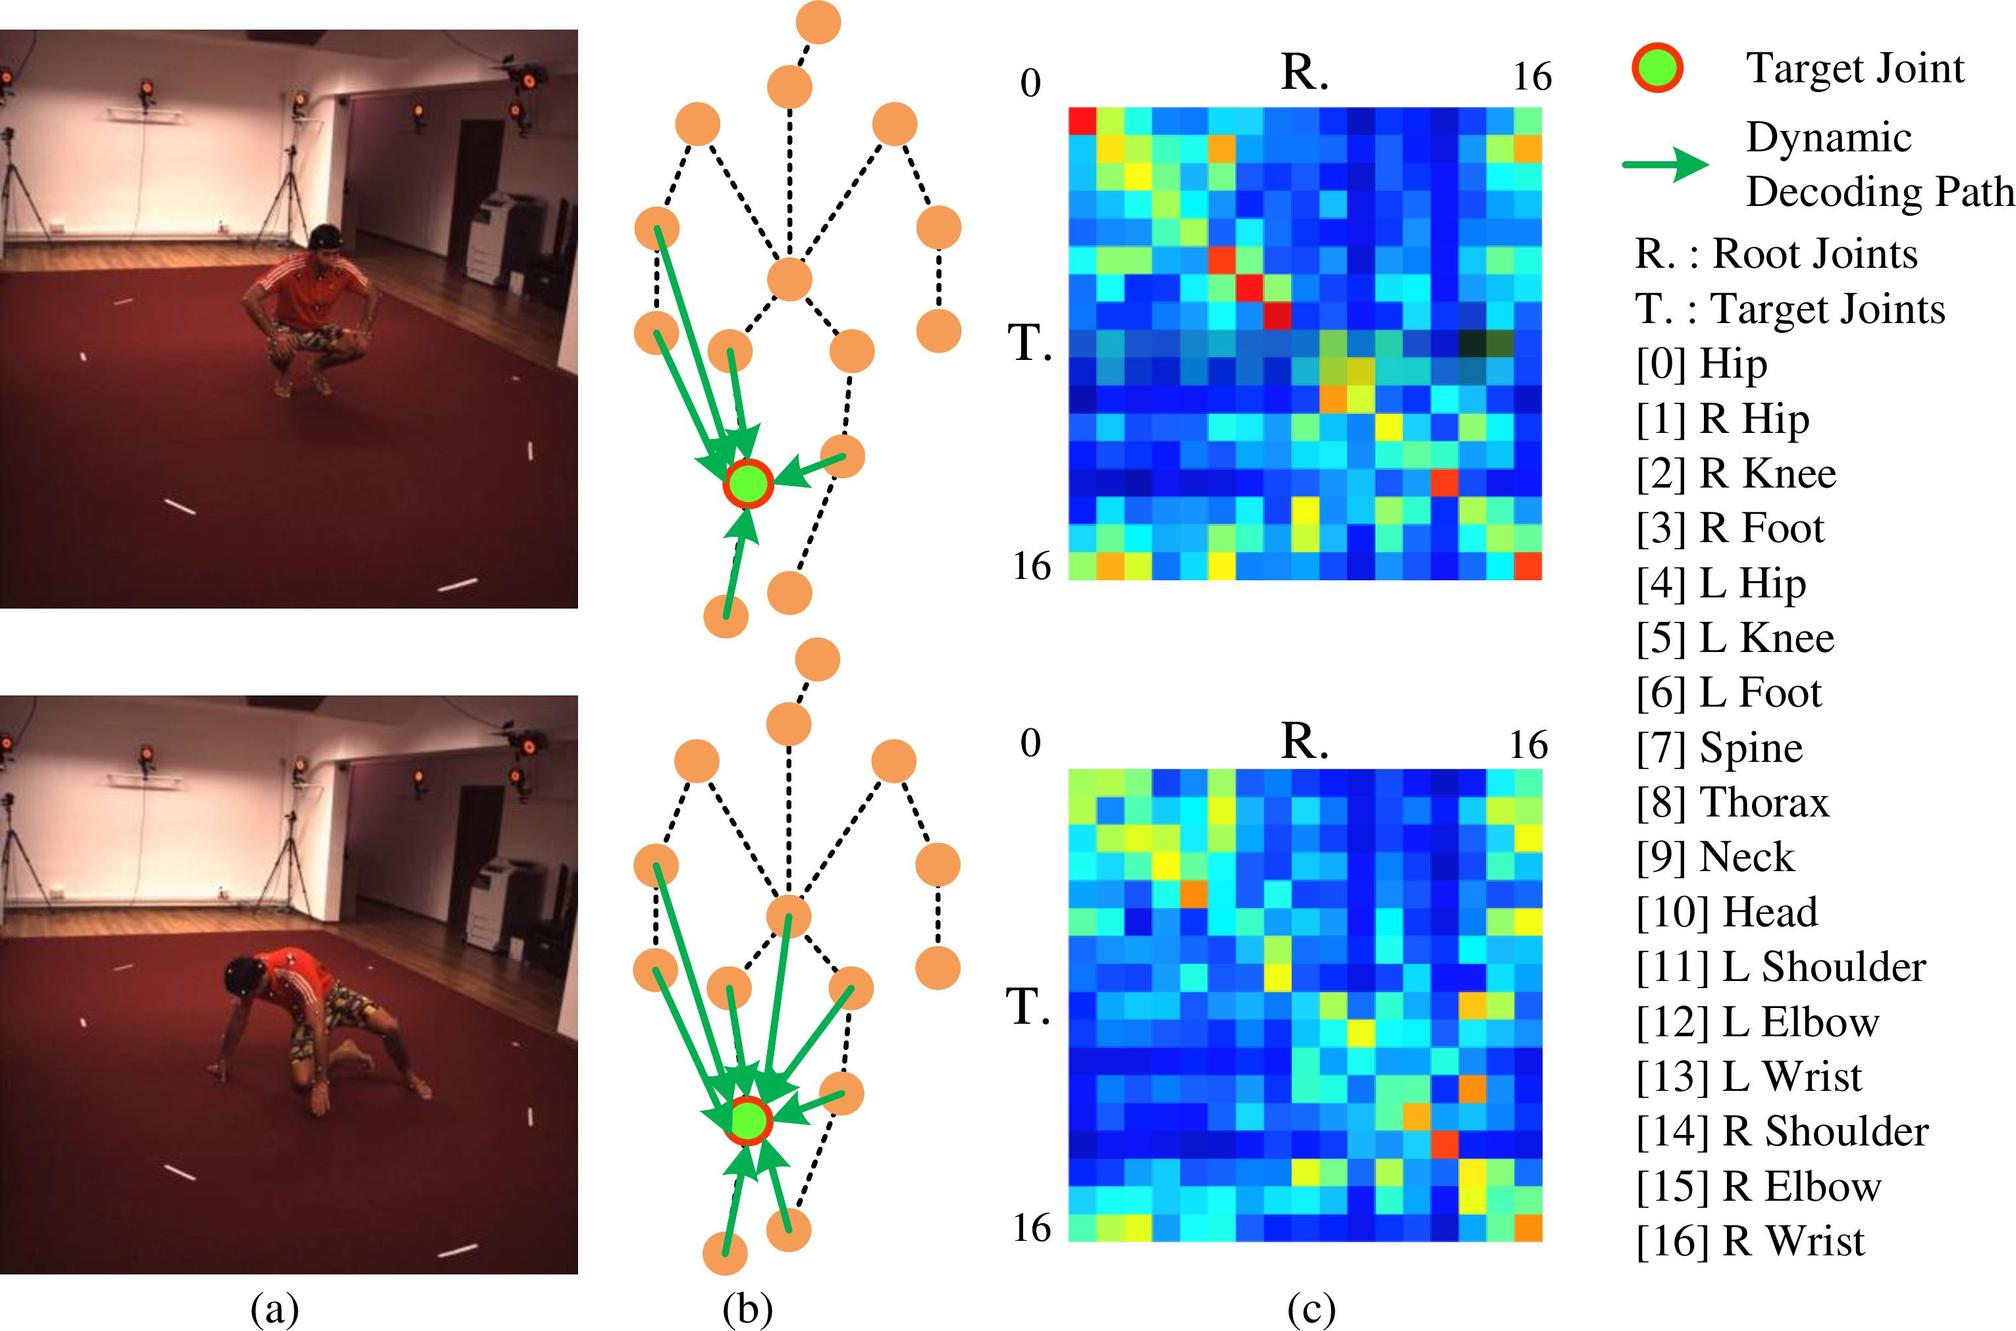 0 R. 16
T.
16
0 R. 16
T.
16
Target Joint
Dynamic
Decoding Path
R. : Root Joints
T. : Target Joints
[0] Hip
[1] R Hip
[2] R Knee
[3] R Foot
[4] L Hip
[5] L Knee
[6] L Foot
[7] Spine
[8] Thorax
[9] Neck
[10] Head
[11] L Shoulder
[12] L Elbow
[13] L Wrist
[14] R Shoulder
[15] R Elbow
[16] R Wrist
(a) (b) (c)